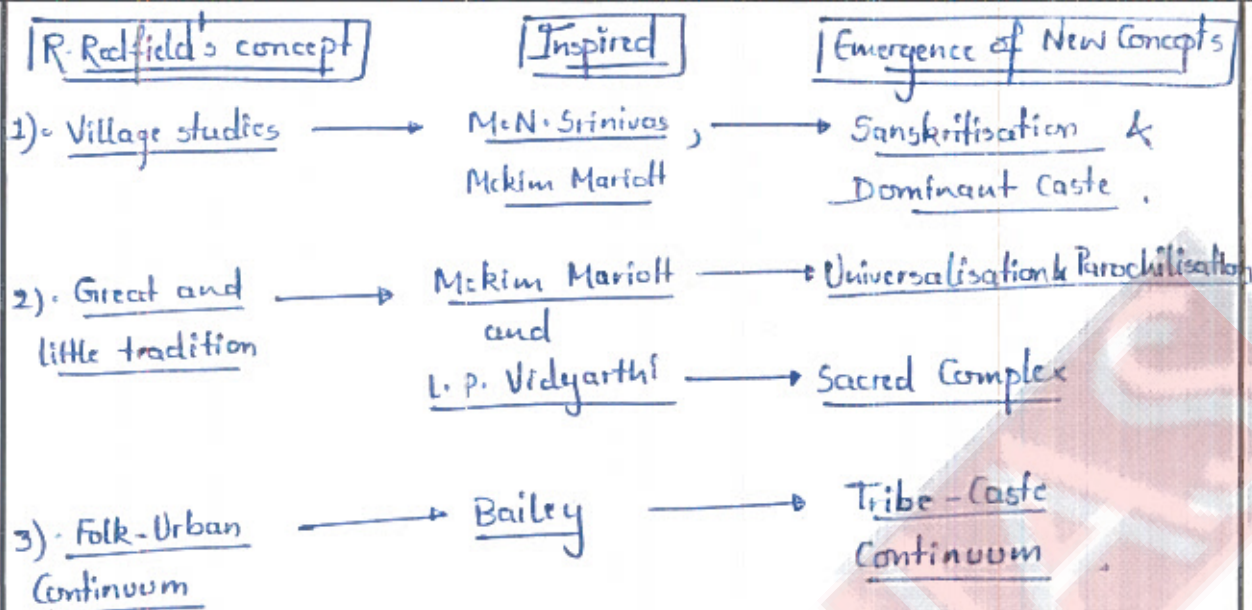 R. Redfield's concept Inspired Emergence of New Concepts
1). Village studies → M.N. Srinivas, → Sanskritisation &
Mckim Mariott Dominant Caste.
2). Great and → Mckim Mariott → Universalisation & Parochilisation
little tradition and
L. P. Vidyarthi → Sacred Complex
3). Folk-Urban → Bailey → Tribe-Caste
Continuum Continuum.